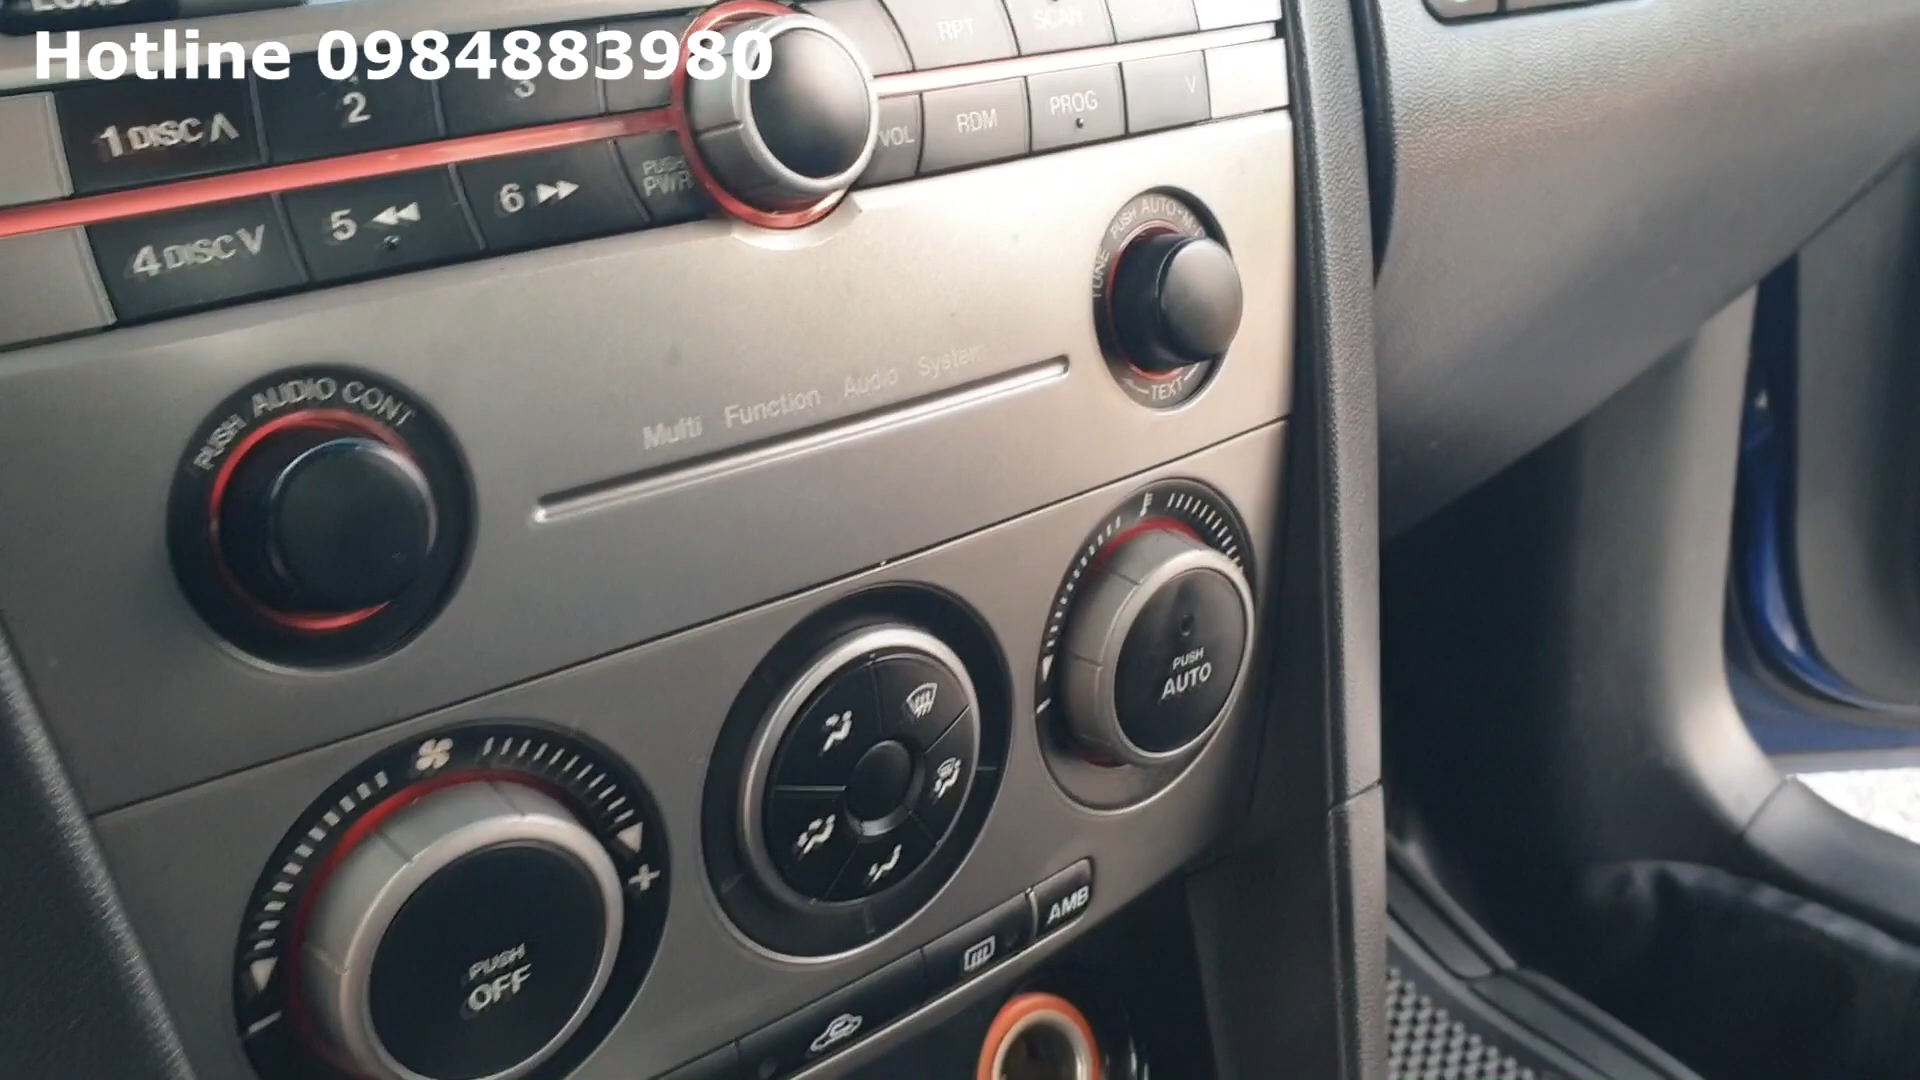 LOAD
Hotline 0984883980
RPT
SCAN
1 DISC Λ
2
3
VOL
RDM
PROG
V
4 DISC V
5
6
PUSH
PWR
PUSH AUDIO CONT
TUNE
PUSH AUTO-M
TEXT
Multi Function Audio System
PUSH
AUTO
+
PUSH
OFF
AMB